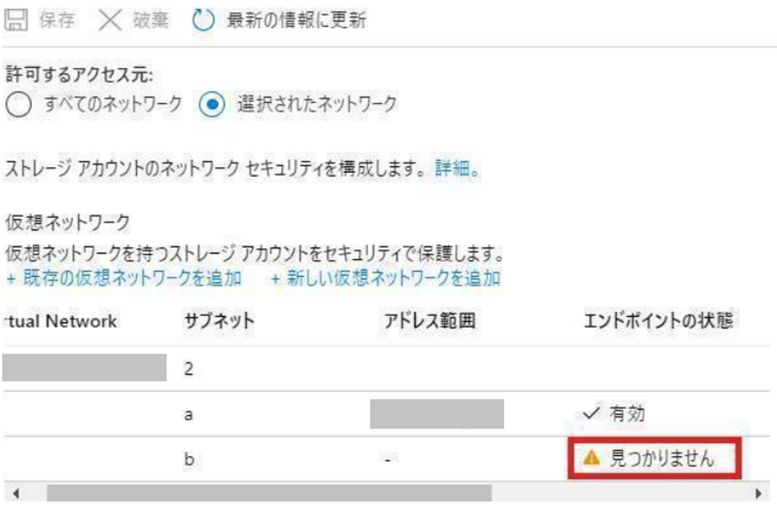 保存 破棄 最新の情報に更新
許可するアクセス元:
すべてのネットワーク 選択されたネットワーク
ストレージ アカウントのネットワーク セキュリティを構成します。詳細。
仮想ネットワーク
仮想ネットワークを持つストレージ アカウントをセキュリティで保護します。
+ 既存の仮想ネットワークを追加 + 新しい仮想ネットワークを追加
rtual Network サブネット アドレス範囲 エンドポイントの状態
2
a 有効
b - 見つかりません